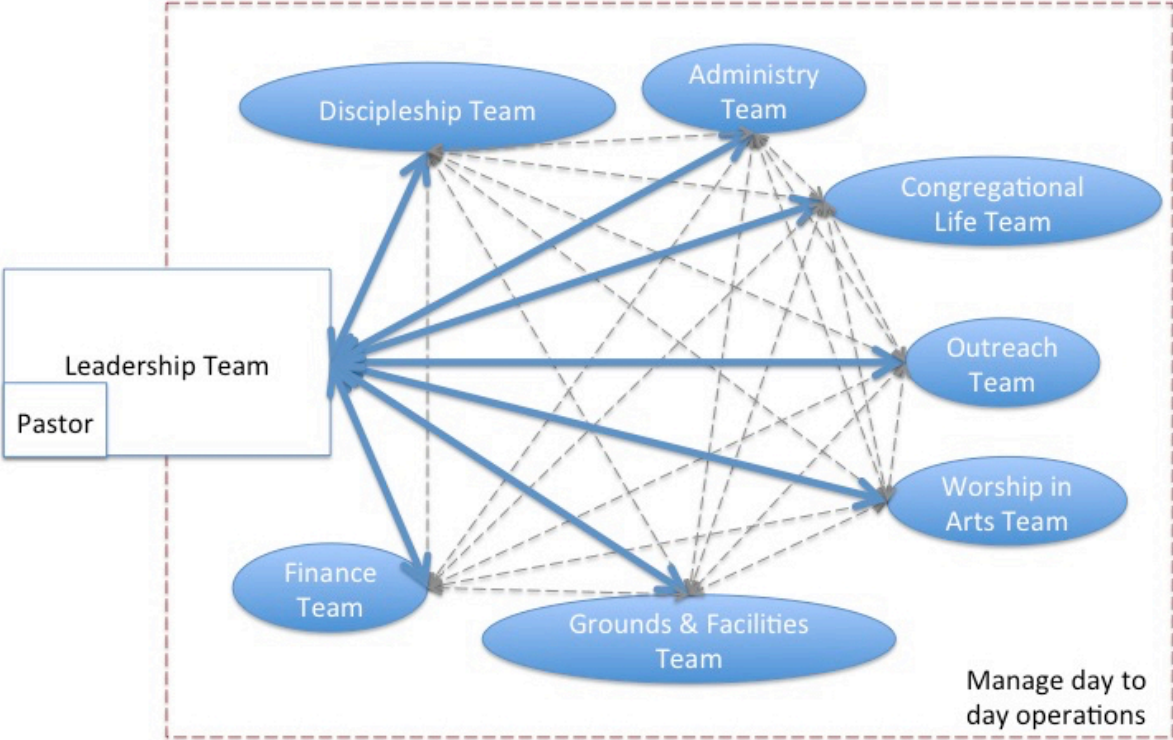 Discipleship Team
Administry
Team
Congregational
Life Team
Leadership Team
Pastor
Outreach
Team
Worship in
Arts Team
Finance
Team
Grounds & Facilities
Team
Manage day to
day operations